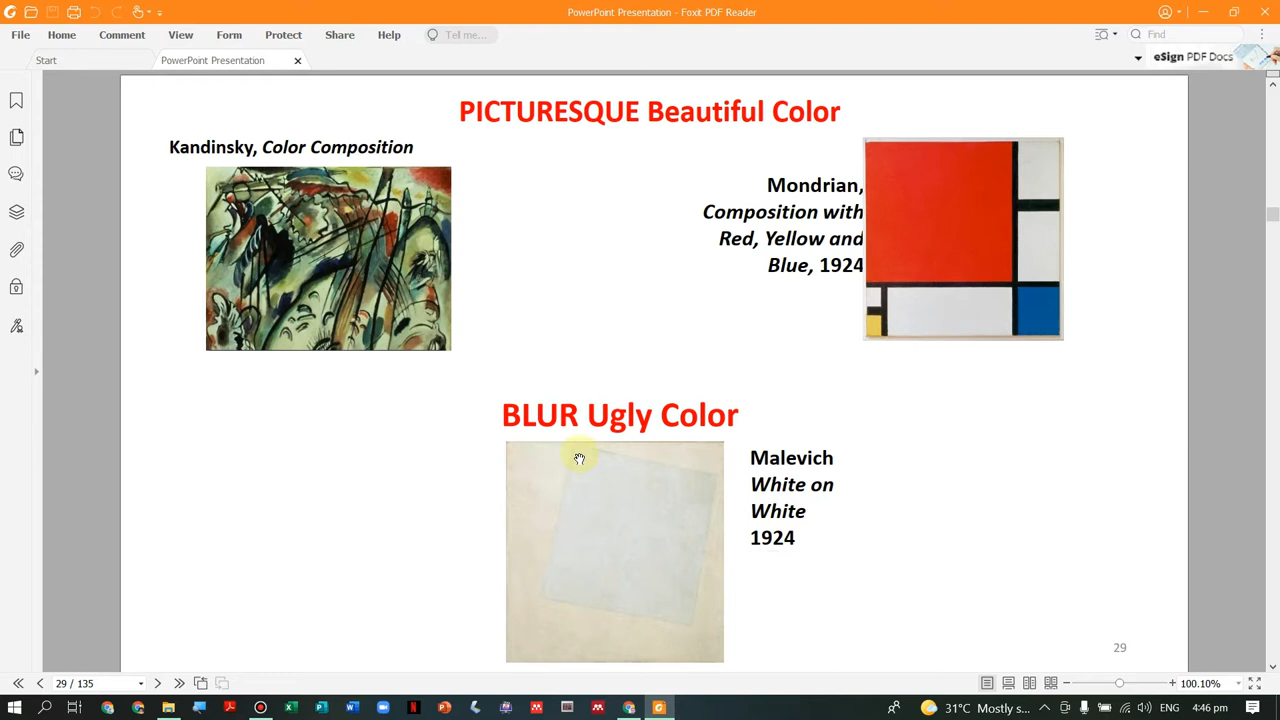 PowerPoint Presentation - Foxit PDF Reader
File Home Comment View Form Protect Share Help Tell me... Find
Start PowerPoint Presentation eSign PDF Docs
PICTURESQUE Beautiful Color
Kandinsky, Color Composition
Mondrian,
Composition with
Red, Yellow and
Blue, 1924
BLUR Ugly Color
Malevich
White on
White
1924
29
29 / 135 100.10%
31°C Mostly s... ENG 4:46 pm